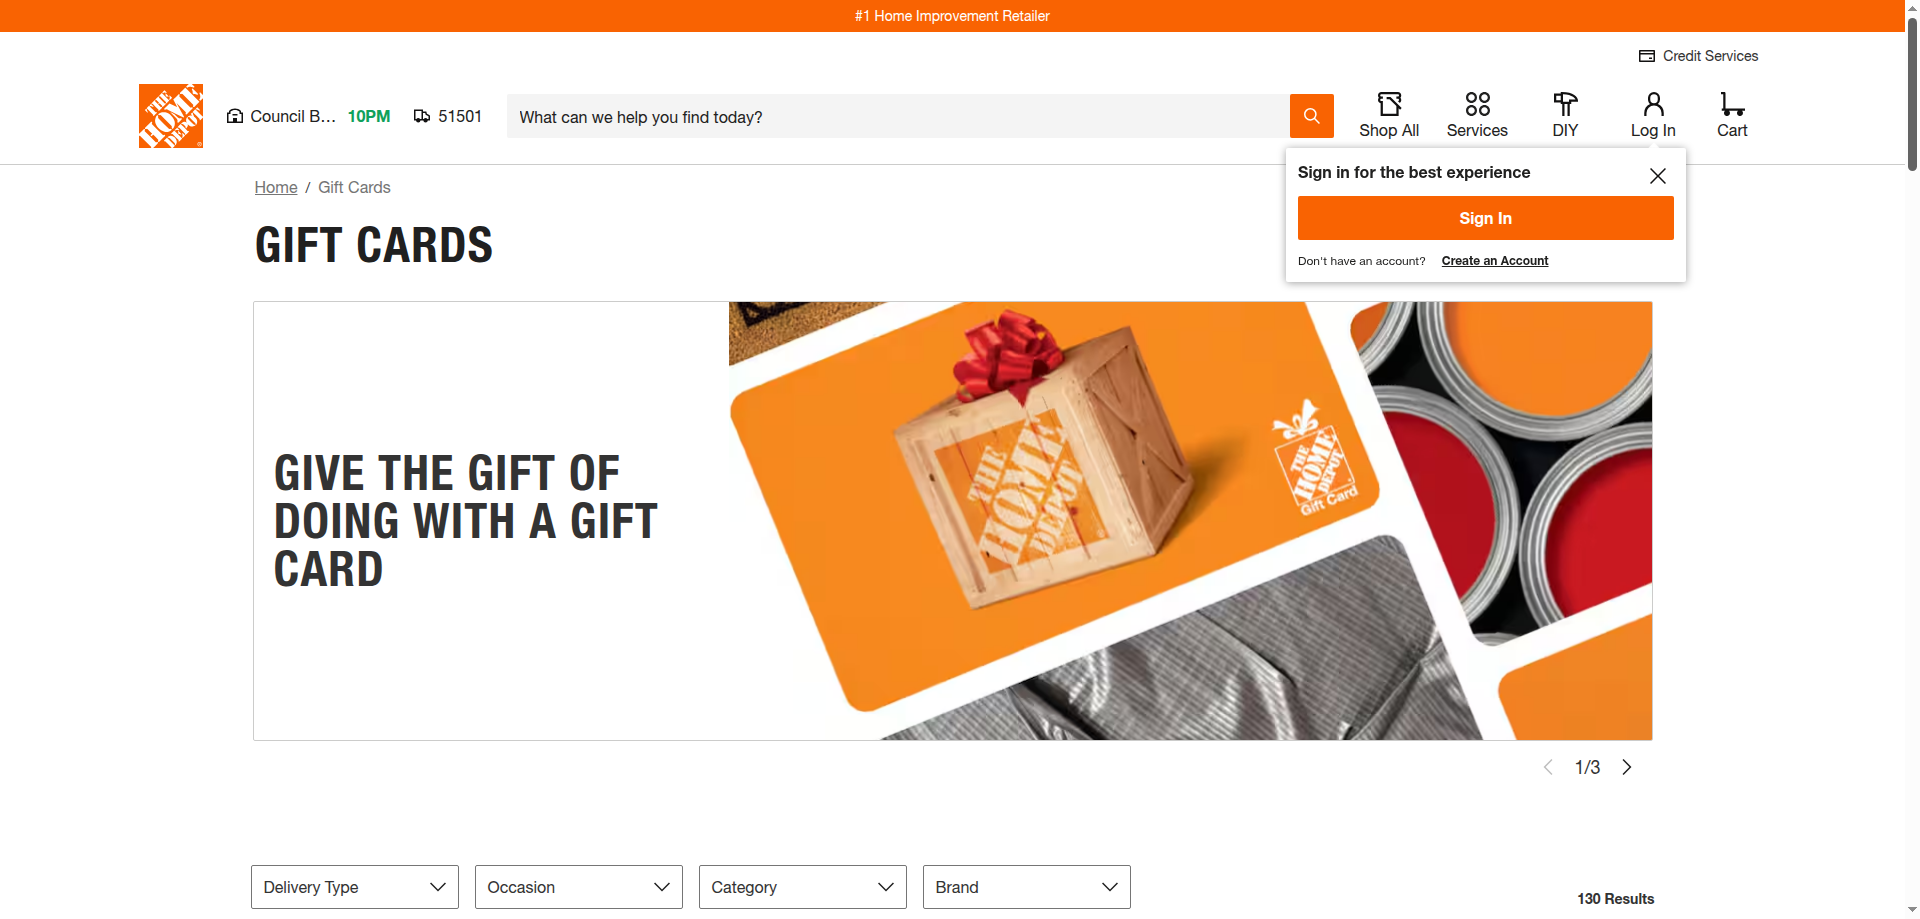 #1 Home Improvement Retailer
Credit Services
THE HOME DEPOT
Council B... 10PM 51501
What can we help you find today?
Shop All Services DIY Log In Cart
Sign in for the best experience
Sign In
Don't have an account? Create an Account
Home / Gift Cards
GIFT CARDS
GIVE THE GIFT OF
DOING WITH A GIFT
CARD
THE
HOME
DEPOT
THE
HOME
DEPOT
Gift Card
1/3
Delivery Type Occasion Category Brand
130 Results